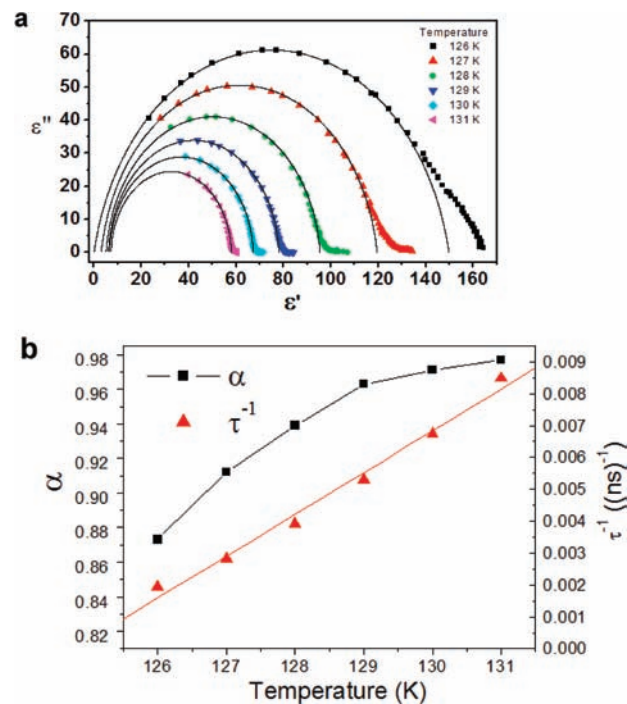 a
Temperature
126 K
127 K
128 K
129 K
130 K
131 K
ε''
70
60
50
40
30
20
10
0
0 20 40 60 80 100 120 140 160
ε'
b
α
τ⁻¹
α
0.98
0.96
0.94
0.92
0.90
0.88
0.86
0.84
0.82
0.009
0.008
0.007
0.006
0.005
0.004
0.003
0.002
0.001
0.000
τ⁻¹ ((ns)⁻¹)
126 127 128 129 130 131
Temperature (K)